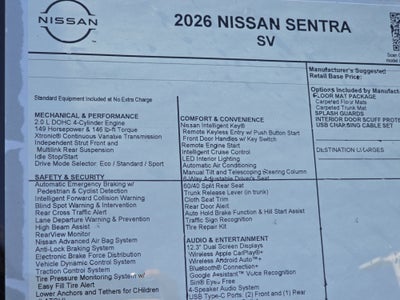 NISSAN
2026 NISSAN SENTRA
SV
Manufacturer's Suggested
Retail Base Price:
Standard Equipment Included at No Extra Charge
MECHANICAL & PERFORMANCE
2.0 L DOHC 4-Cylinder Engine
149 Horsepower & 146 lb-ft Torque
Xtronic® Continuous Variable Transmission
Independent Strut Front and
Multilink Rear Suspension
Idle Stop/Start
Drive Mode Selector: Eco / Standard / Sport
SAFETY & SECURITY
Automatic Emergency Braking w/
Pedestrian & Cyclist Detection
Intelligent Forward Collision Warning
Blind Spot Warning & Intervention
Rear Cross Traffic Alert
Lane Departure Warning & Prevention
High Beam Assist
RearView Monitor
Nissan Advanced Air Bag System
Anti-Lock Braking System
Electronic Brake Force Distribution
Vehicle Dynamic Control System
Traction Control System
Tire Pressure Monitoring System w/
Easy Fill Tire Alert
Lower Anchors and Tethers for CHildren
COMFORT & CONVENIENCE
Nissan Intelligent Key®
Remote Keyless Entry w/ Push Button Start
Front Door Handles w/ Key Switch
Remote Engine Start
Intelligent Cruise Control
LED Interior Lighting
Automatic Air Conditioning
Manual Tilt and Telescoping Steering Column
6-Way Adjustable Driver's Seat
60/40 Split Rear Seat
Trunk Release Lever (in trunk)
Cloth Seat Trim
Rear Door Alert
Auto Hold Brake Function & Hill Start Assist
Traffic Sign Recognition
Tire Repair Kit
AUDIO & ENTERTAINMENT
12.3" Dual Screen Displays
Wireless Apple CarPlay®+
Wireless Android Auto™+
Bluetooth® Connection+
Google Assistant™ Voice Recognition
Siri® Eyes Free
4-Speaker Audio System
USB Type-C Ports: (2) Front and (1) Rear
Options Included by Manufacturer
FLOOR MAT PACKAGE
Carpeted Floor Mats
Carpeted Trunk Mat
SPLASH GUARDS
INTERIOR DOOR SCUFF PROTE
USB CHARGING CABLE SET
DESTINATION CHARGES